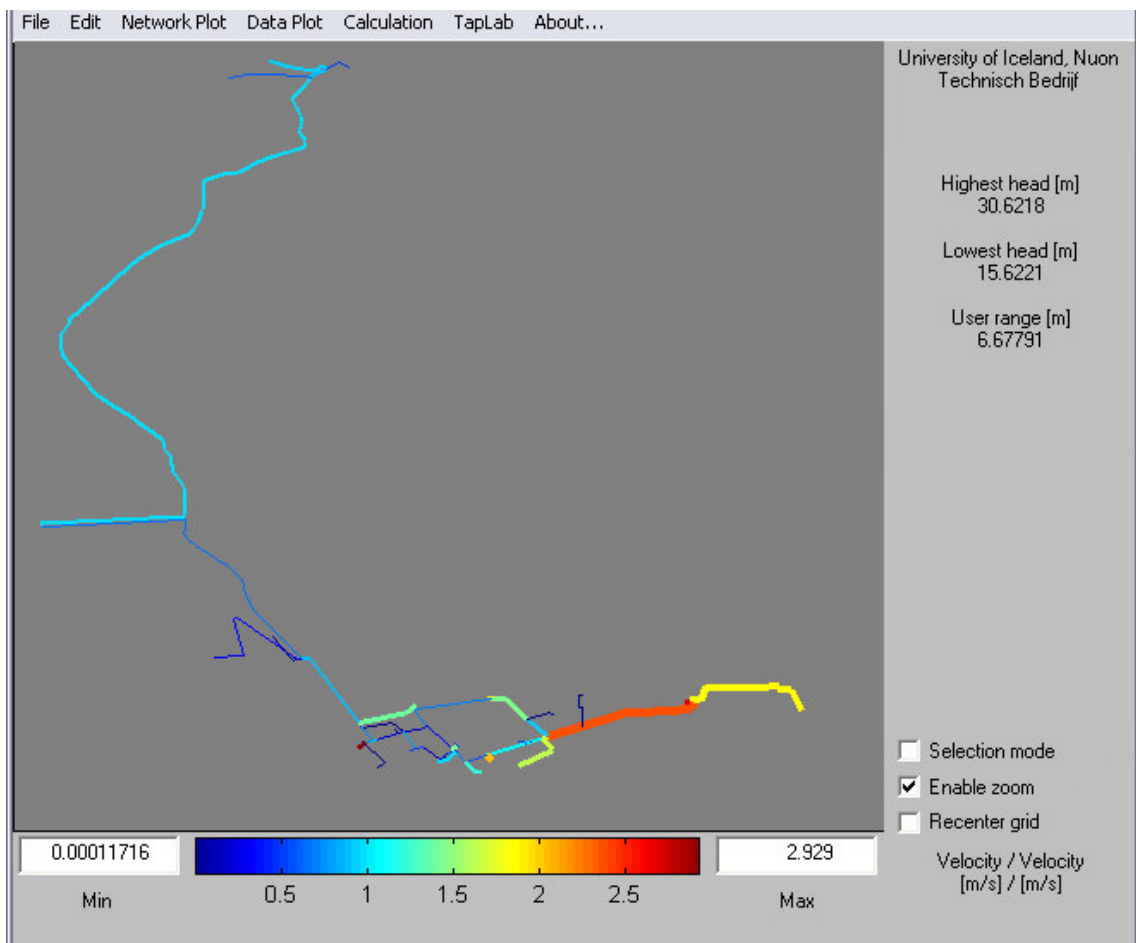 File Edit Network Plot Data Plot Calculation TapLab About...
University of Iceland, Nuon
Technisch Bedrijf
Highest head [m]
30.6218
Lowest head [m]
15.6221
User range [m]
6.67791
Selection mode
Enable zoom
Recenter grid
0.00011716
2.929
Velocity / Velocity
[m/s] / [m/s]
Min
0.5 1 1.5 2 2.5
Max